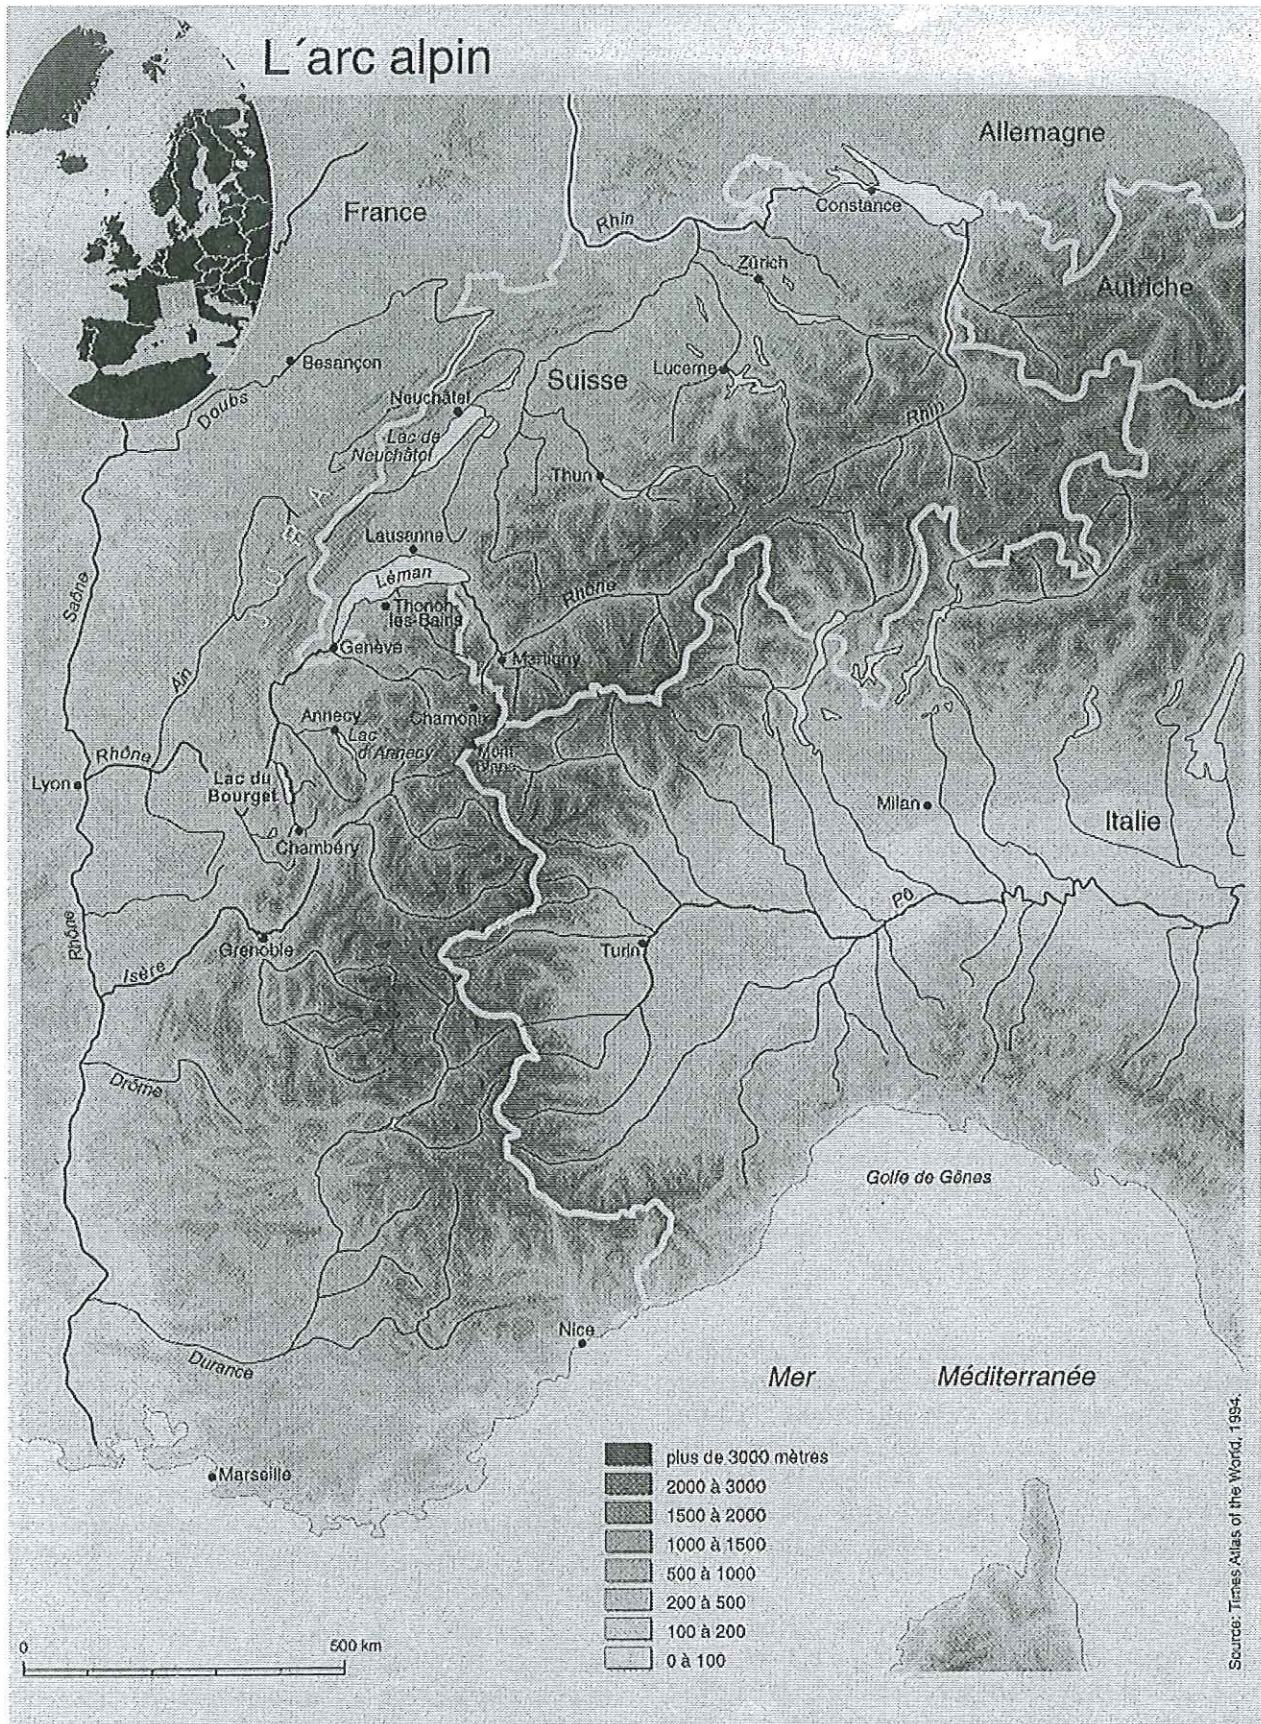 L´arc alpin
Allemagne
France
Rhin
Constance
Zürich
Autriche
Besançon
Suisse
Lucerne
Doubs
Neuchâtel
Rhin
Lac de
Neuchâtel
Thun
JURA
Lausanne
Léman
Saône
Rhône
Thonon-
les-Bains
Genève
Martigny
Ain
Annecy
Chamonix
Lac
d'Annecy
Mont
Blanc
Rhône
Lyon
Lac du
Bourget
Milan
Italie
Chambéry
Pô
Rhône
Grenoble
Turin
Isère
Drôme
Golfe de Gênes
Nice
Durance
Mer Méditerranée
Marseille
plus de 3000 mètres
2000 à 3000
1500 à 2000
1000 à 1500
500 à 1000
200 à 500
100 à 200
0 à 100
0 500 km
Source: Times Atlas of the World, 1994.